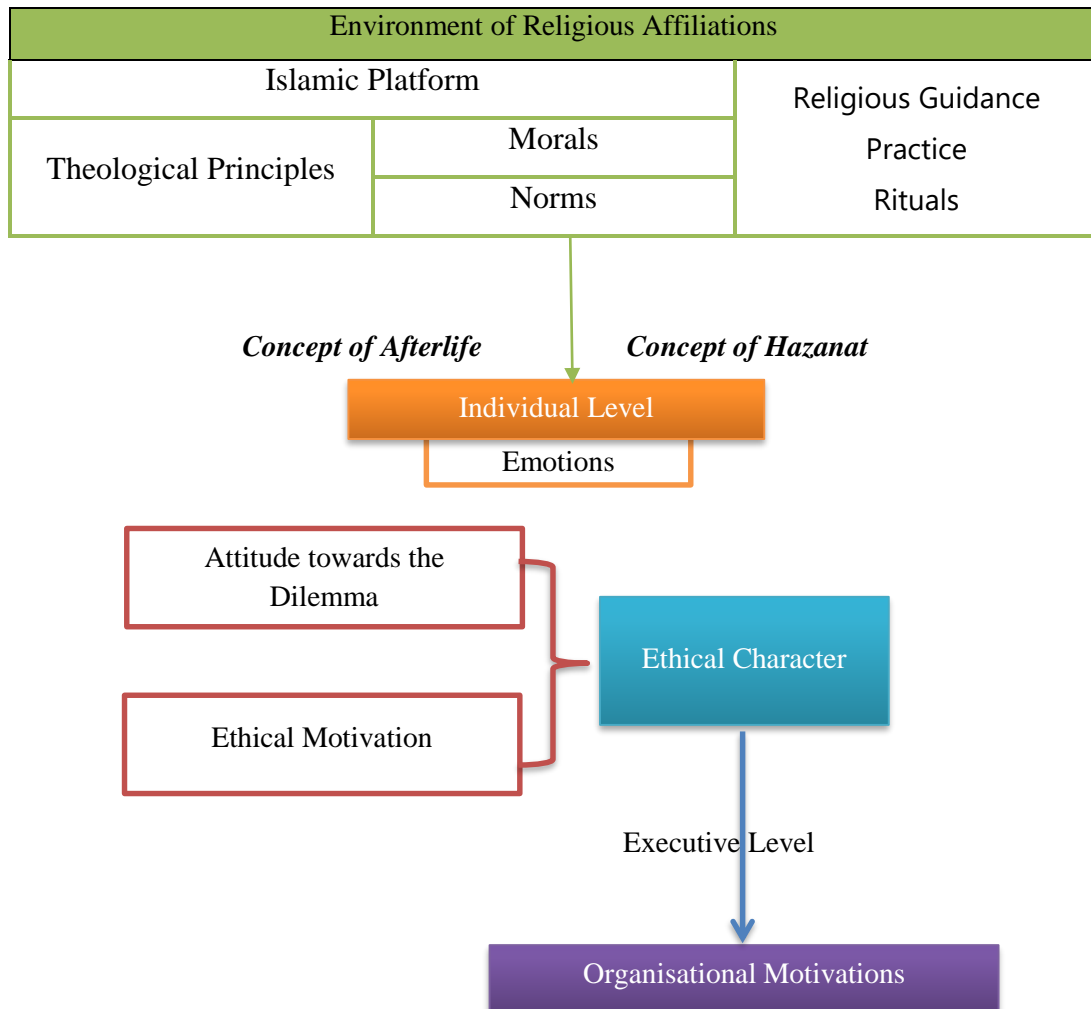 Environment of Religious Affiliations
Islamic Platform
Theological Principles
Morals
Norms
Religious Guidance
Practice
Rituals
Concept of Afterlife
Concept of Hazanat
Individual Level
Emotions
Attitude towards the
Dilemma
Ethical Motivation
Ethical Character
Executive Level
Organisational Motivations